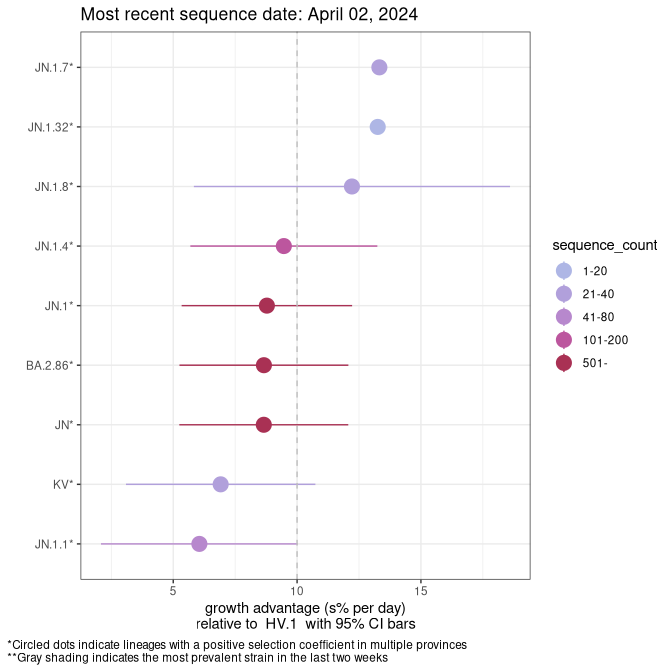 Most recent sequence date: April 02, 2024
JN.1.7*
JN.1.32*
JN.1.8*
JN.1.4*
JN.1*
BA.2.86*
JN*
KV*
JN.1.1*
5 10 15
growth advantage (s% per day)
relative to HV.1 with 95% CI bars
sequence_count
1-20
21-40
41-80
101-200
501-
*Circled dots indicate lineages with a positive selection coefficient in multiple provinces
**Gray shading indicates the most prevalent strain in the last two weeks